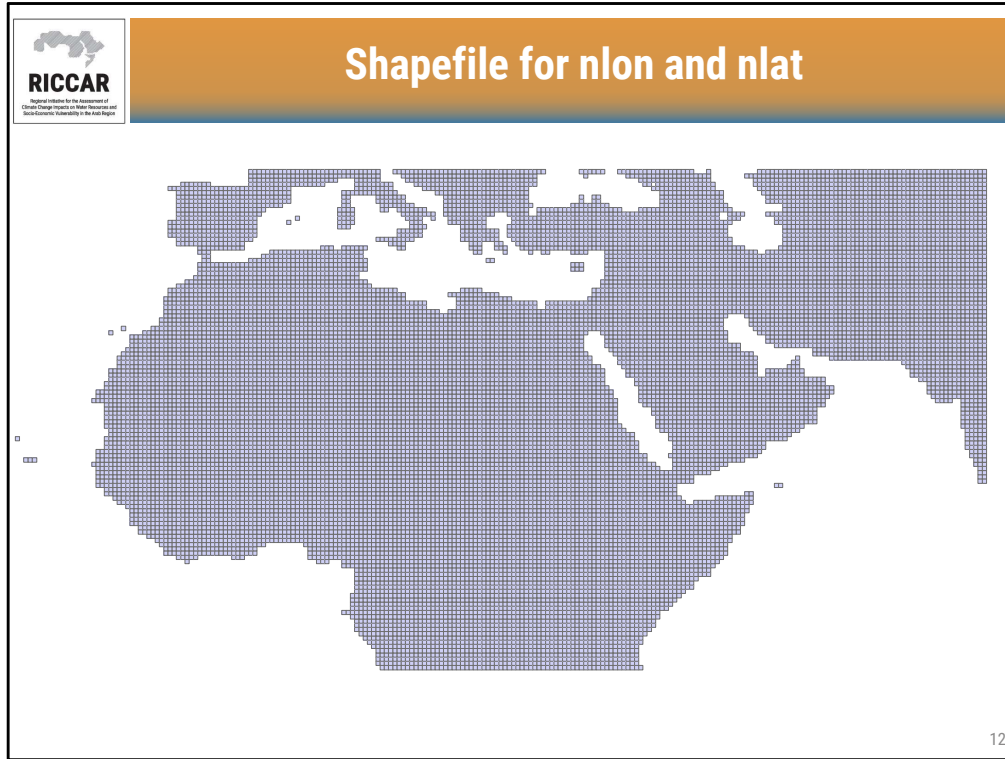 RICCAR
Regional Initiative for the Assessment of
Climate Change Impacts on Water Resources and
Socio-Economic Vulnerability in the Arab Region
Shapefile for nlon and nlat
12